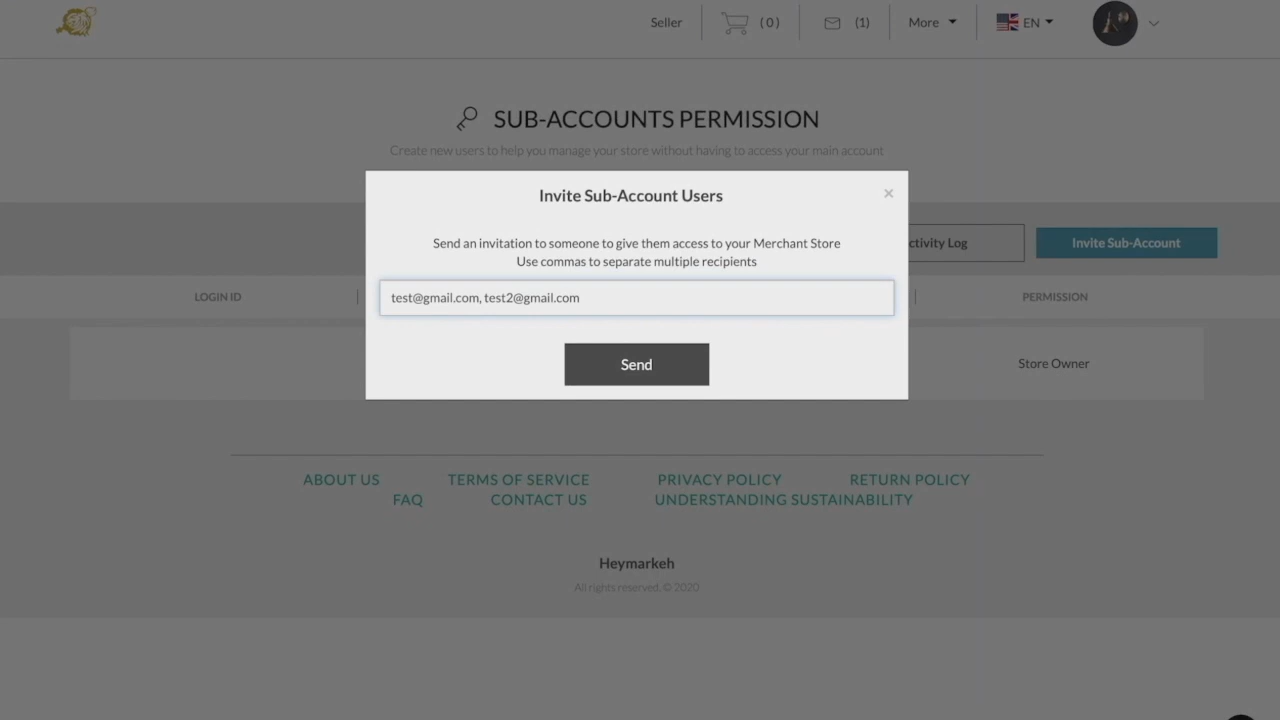 Seller
(0)
(1)
More
EN
SUB-ACCOUNTS PERMISSION
Create new users to help you manage your store without having to access your main account
Invite Sub-Account Users
×
Send an invitation to someone to give them access to your Merchant Store
Use commas to separate multiple recipients
test@gmail.com, test2@gmail.com
Send
ctivity Log
Invite Sub-Account
LOGIN ID
PERMISSION
Store Owner
ABOUT US TERMS OF SERVICE PRIVACY POLICY RETURN POLICY
FAQ CONTACT US UNDERSTANDING SUSTAINABILITY
Heymarkeh
All rights reserved. © 2020